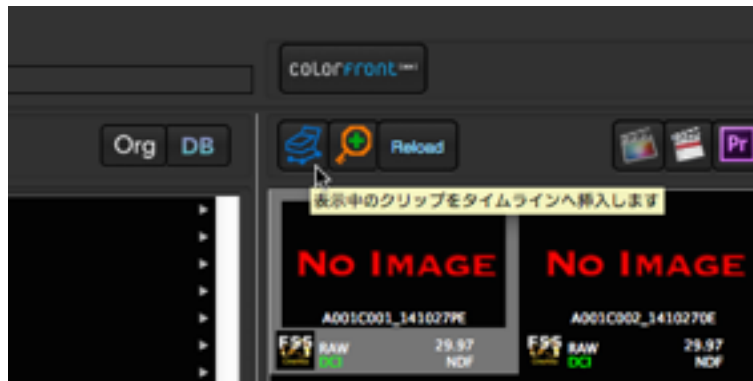 colorfront
Org DB
Reload
Pr
表示中のクリップをタイムラインへ挿入します
No Image
No Image
A001C001_141027PE
A001C002_1410270E
RAW
29.97
DCI
NDF
RAW
29.97
DCI
NDF